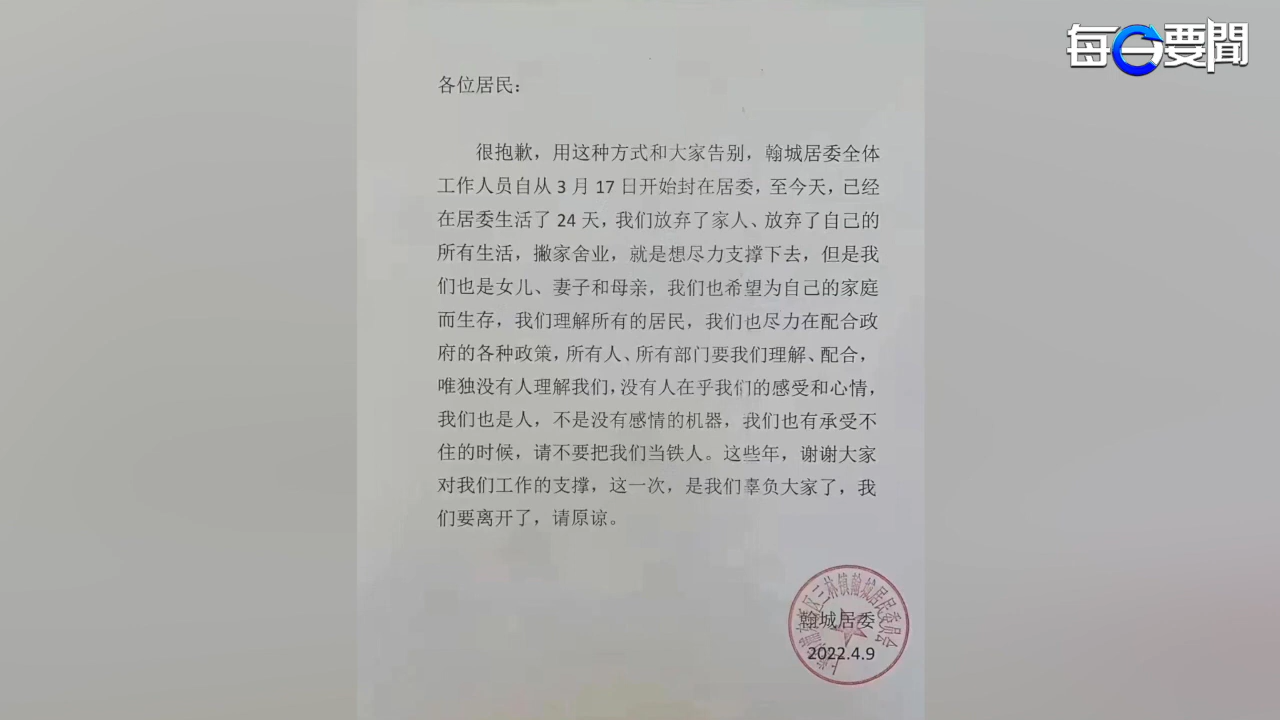 每日要聞
各位居民：
很抱歉，用这种方式和大家告别，翰城居委全体
工作人员自从 3 月 17 日开始封在居委，至今天，已经
在居委生活了 24 天，我们放弃了家人、放弃了自己的
所有生活，撇家舍业，就是想尽力支撑下去，但是我
们也是女儿、妻子和母亲，我们也希望为自己的家庭
而生存，我们理解所有的居民，我们也尽力在配合政
府的各种政策，所有人、所有部门要我们理解、配合，
唯独没有人理解我们，没有人在乎我们的感受和心情，
我们也是人，不是没有感情的机器，我们也有承受不
住的时候，请不要把我们当铁人。这些年，谢谢大家
对我们工作的支撑，这一次，是我们辜负大家了，我
们要离开了，请原谅。
区三林镇翰城居民委员会
翰城居委
2022.4.9